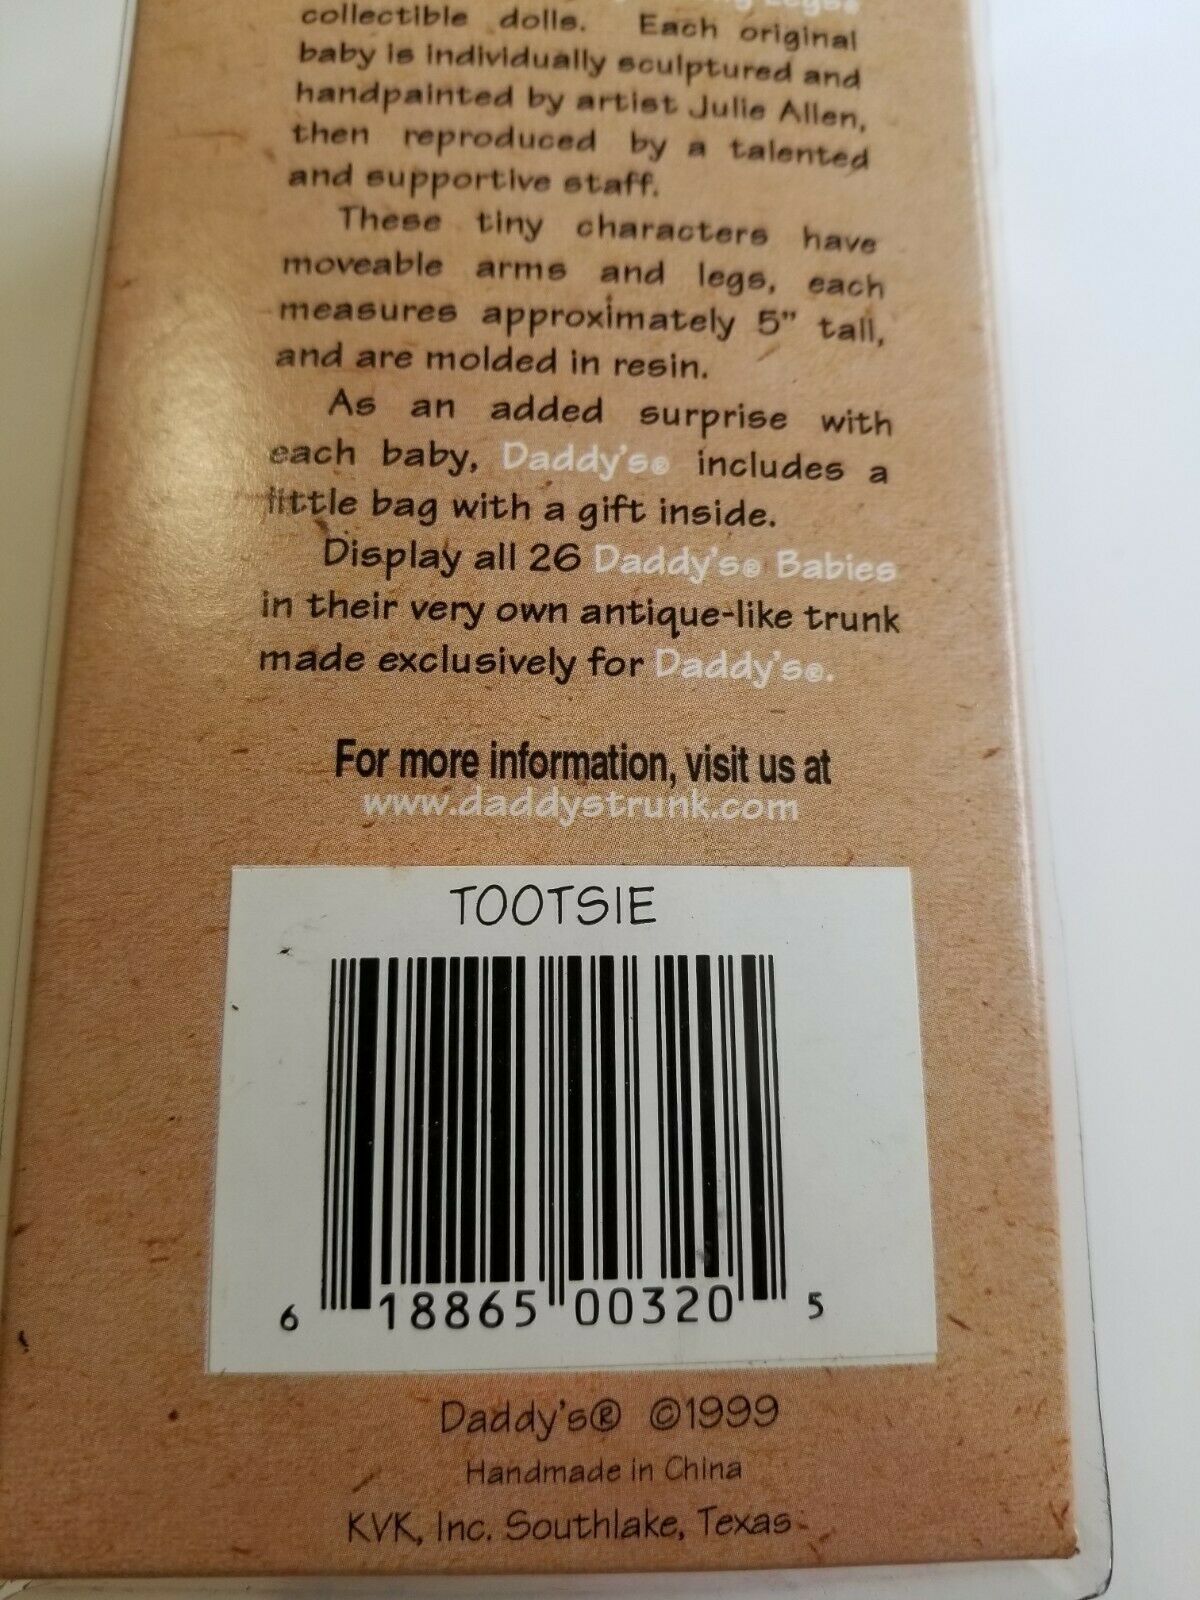 collectible dolls. Each original
baby is individually sculptured and
handpainted by artist Julie Allen,
then reproduced by a talented
and supportive staff.
These tiny characters have
moveable arms and legs, each
measures approximately 5" tall,
and are molded in resin.
As an added surprise with
each baby, Daddy's® includes a
little bag with a gift inside.
Display all 26 Daddy's® Babies
in their very own antique-like trunk
made exclusively for Daddy's®.
For more information, visit us at
www.daddystrunk.com
TOOTSIE
6 18865 00320 5
Daddy's® ©1999
Handmade in China
KVK, Inc. Southlake, Texas